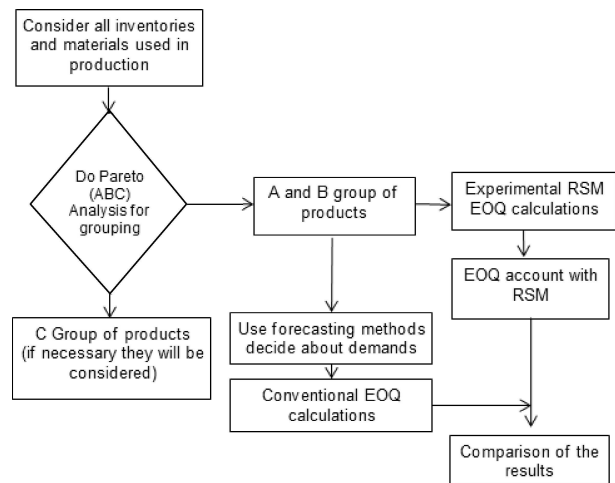 Consider all inventories
and materials used in
production
Do Pareto
(ABC)
Analysis for
grouping
A and B group of
products
Experimental RSM
EOQ calculations
EOQ account with
RSM
C Group of products
(if necessary they will be
considered)
Use forecasting methods
decide about demands
Conventional EOQ
calculations
Comparison of the
results